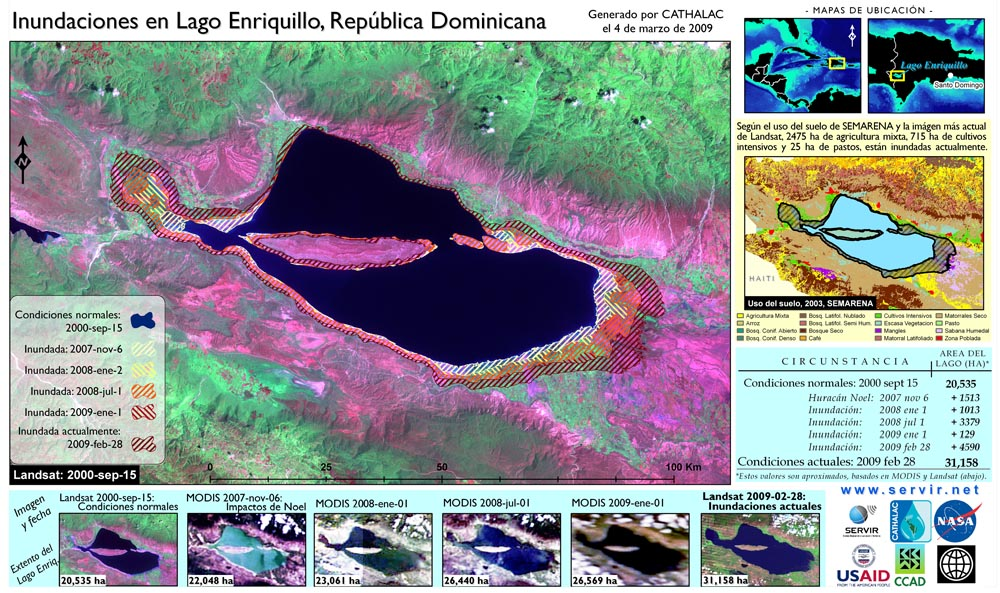 Inundaciones en Lago Enriquillo, República Dominicana
Generado por CATHALAC
el 4 de marzo de 2009
- MAPAS DE UBICACIÓN -
Lago Enriquillo
Santo Domingo
Según el uso del suelo de SEMARENA y la imágen más actual
de Landsat, 2475 ha de agricultura mixta, 715 ha de cultivos
intensivos y 25 ha de pastos, están inundadas actualmente.
N
HAITI
Uso del suelo, 2003, SEMARENA
Agricultura Mixta
Arroz
Bosq. Conif. Abierto
Bosq. Conif. Denso
Bosq. Latifol. Nublado
Bosq. Latifol. Semi Hum.
Bosque Seco
Café
Cultivos Intensivos
Escasa Vegetacion
Mangles
Matorral Latifoliado
Matorrales Seco
Pasto
Sabana Humedal
Zona Poblada
Condiciones normales:
2000-sep-15
Inundada: 2007-nov-6
Inundada: 2008-ene-2
Inundada: 2008-jul-1
Inundada: 2009-ene-1
Inundada actualmente:
2009-feb-28
Landsat: 2000-sep-15
0 25 50 100 Km
CIRCUNSTANCIA
AREA DEL
LAGO (HA)*
Condiciones normales: 2000 sept 15 20,535
Huracán Noel: 2007 nov 6 + 1513
Inundación: 2008 ene 1 + 1013
Inundación: 2008 jul 1 + 3379
Inundación: 2009 ene 1 + 129
Inundación: 2009 feb 28 + 4590
Condiciones actuales: 2009 feb 28 31,158
*Estos valores son aproximados, basados en MODIS y Landsat (abajo).
Imagen
y fecha
Extento del
Lago Enriq.
Landsat 2000-sep-15:
Condiciones normales
20,535 ha
MODIS 2007-nov-06:
Impactos de Noel
22,048 ha
MODIS 2008-ene-01
23,061 ha
MODIS 2008-jul-01
26,440 ha
MODIS 2009-ene-01
26,569 ha
Landsat 2009-02-28:
Inundaciones actuales
31,158 ha
www.servir.net
SERVIR
CATHALAC
NASA
USAID
FROM THE AMERICAN PEOPLE
CCAD